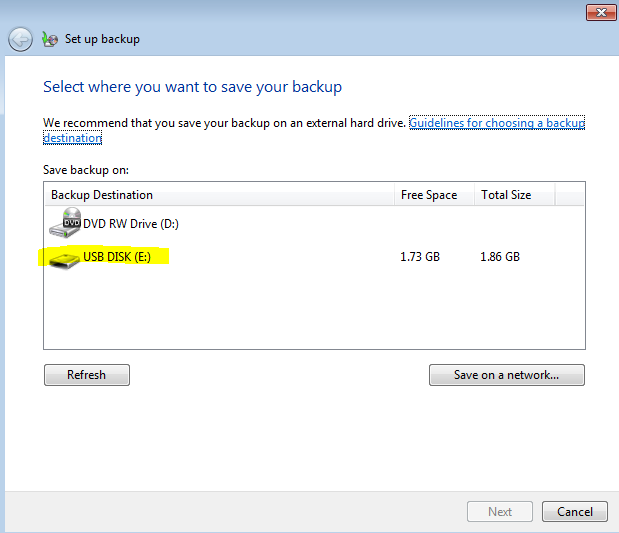 Set up backup
Select where you want to save your backup
We recommend that you save your backup on an external hard drive. Guidelines for choosing a backup
destination
Save backup on:
Backup Destination Free Space Total Size
DVD DVD RW Drive (D:)
USB DISK (E:) 1.73 GB 1.86 GB
Refresh Save on a network...
Next Cancel